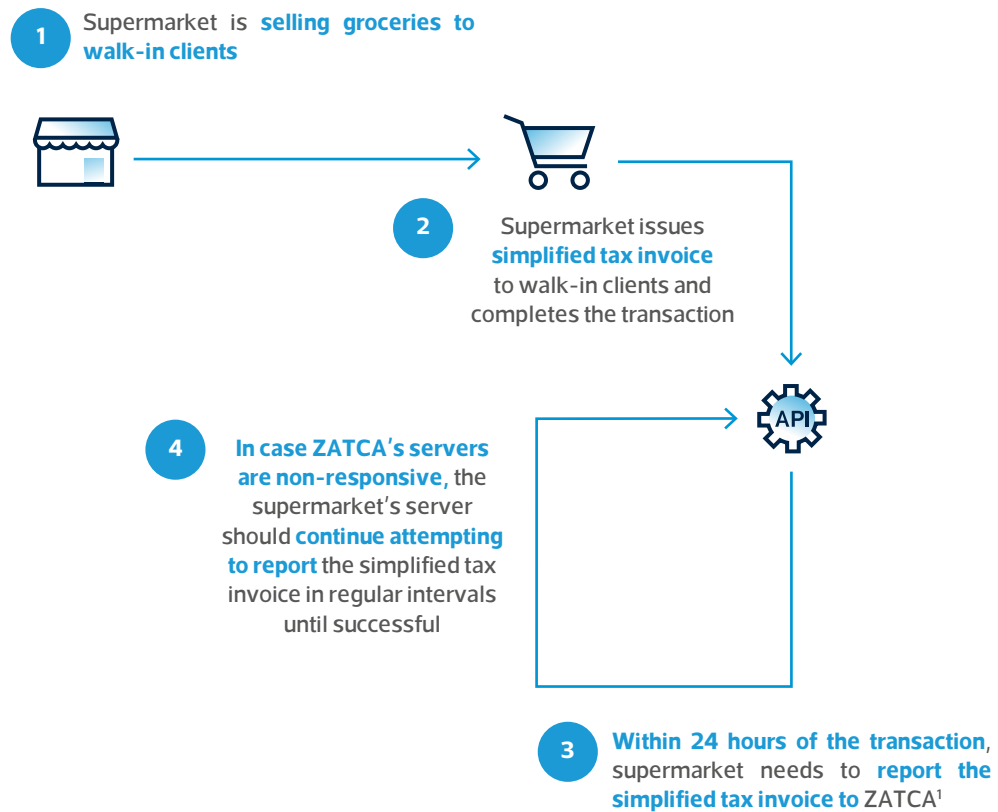 1
Supermarket is selling groceries to
walk-in clients
2
Supermarket issues
simplified tax invoice
to walk-in clients and
completes the transaction
API
4
In case ZATCA's servers
are non-responsive, the
supermarket's server
should continue attempting
to report the simplified tax
invoice in regular intervals
until successful
3
Within 24 hours of the transaction,
supermarket needs to report the
simplified tax invoice to ZATCA¹